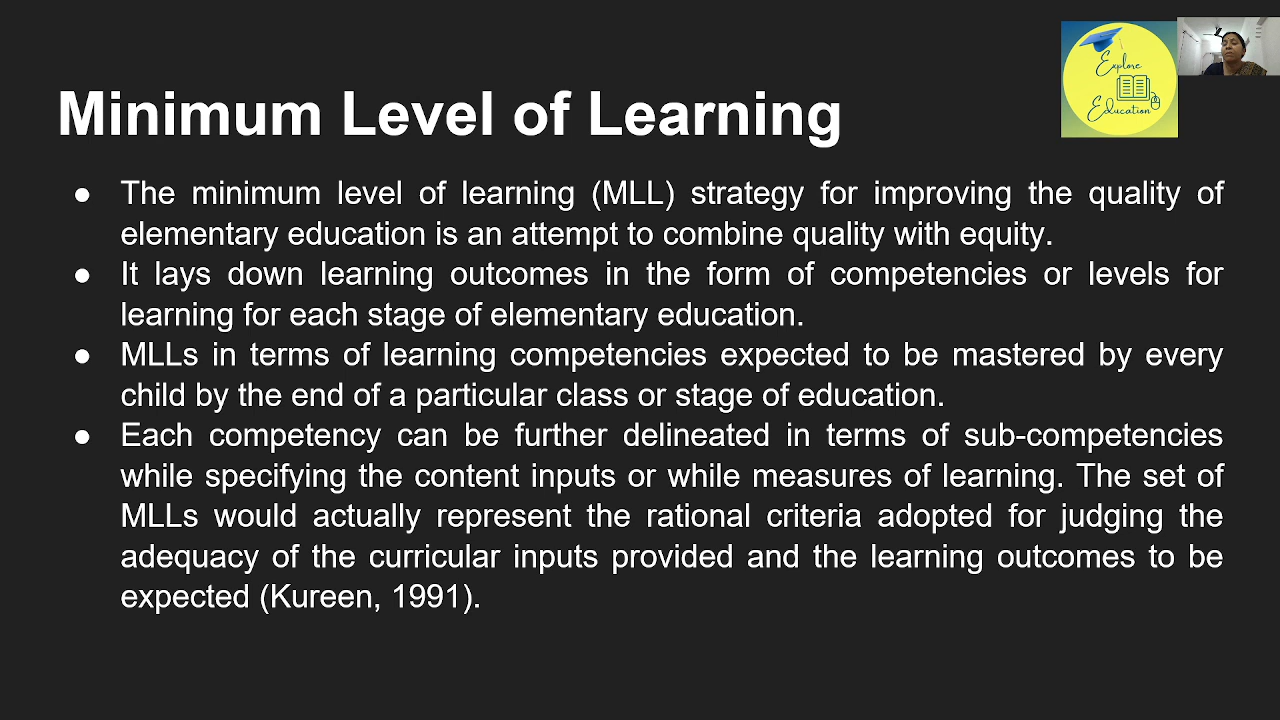 Minimum Level of Learning
Explore
Education
● The minimum level of learning (MLL) strategy for improving the quality of
elementary education is an attempt to combine quality with equity.
● It lays down learning outcomes in the form of competencies or levels for
learning for each stage of elementary education.
● MLLs in terms of learning competencies expected to be mastered by every
child by the end of a particular class or stage of education.
● Each competency can be further delineated in terms of sub-competencies
while specifying the content inputs or while measures of learning. The set of
MLLs would actually represent the rational criteria adopted for judging the
adequacy of the curricular inputs provided and the learning outcomes to be
expected (Kureen, 1991).